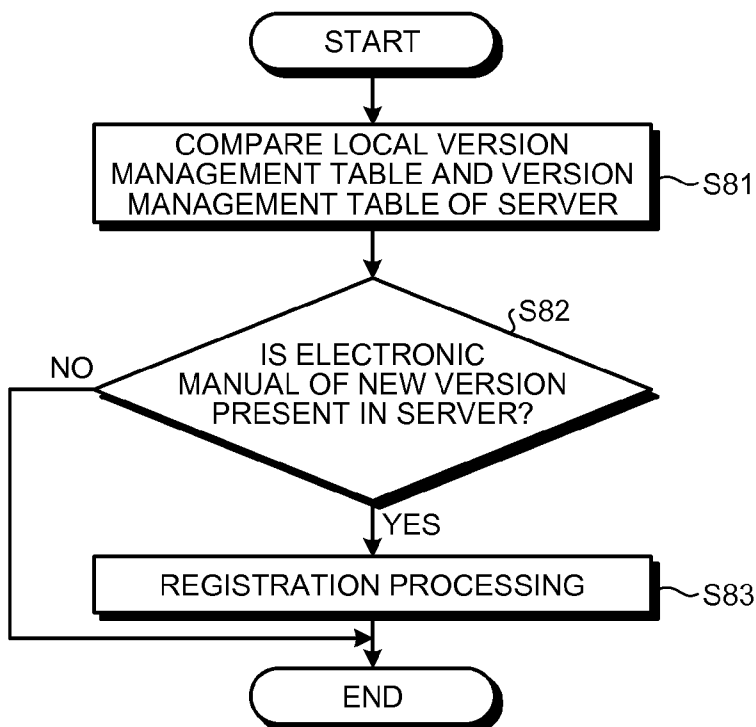 START
COMPARE LOCAL VERSION
MANAGEMENT TABLE AND VERSION
MANAGEMENT TABLE OF SERVER
S81
S82
IS ELECTRONIC
MANUAL OF NEW VERSION
PRESENT IN SERVER?
NO
YES
REGISTRATION PROCESSING
S83
END